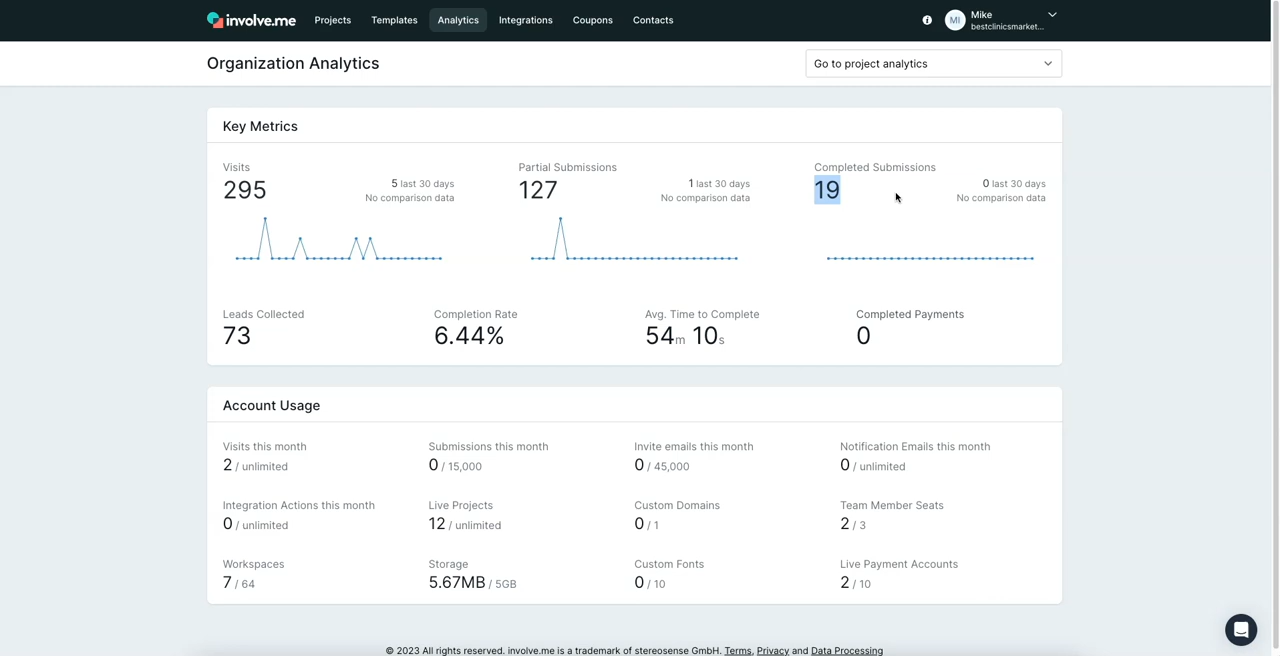 involve.me Projects Templates Analytics Integrations Coupons Contacts
MI Mike
bestclinicsmarket...
Organization Analytics
Go to project analytics
Key Metrics
Visits
295
5 last 30 days
No comparison data
Partial Submissions
127
1 last 30 days
No comparison data
Completed Submissions
19
0 last 30 days
No comparison data
Leads Collected
73
Completion Rate
6.44%
Avg. Time to Complete
54m 10s
Completed Payments
0
Account Usage
Visits this month
2 / unlimited
Submissions this month
0 / 15,000
Invite emails this month
0 / 45,000
Notification Emails this month
0 / unlimited
Integration Actions this month
0 / unlimited
Live Projects
12 / unlimited
Custom Domains
0 / 1
Team Member Seats
2 / 3
Workspaces
7 / 64
Storage
5.67MB / 5GB
Custom Fonts
0 / 10
Live Payment Accounts
2 / 10
© 2023 All rights reserved. involve.me is a trademark of stereosense GmbH. Terms, Privacy and Data Processing